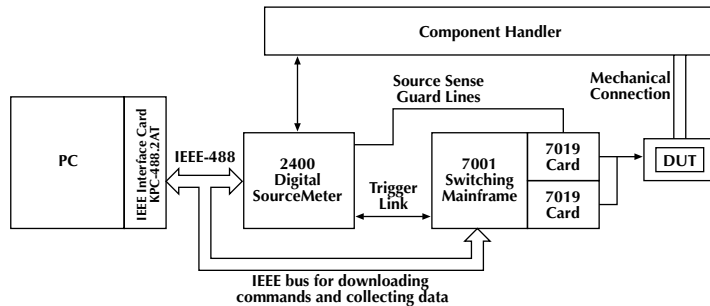 Component Handler
Source Sense
Guard Lines
Mechanical
Connection
PC
IEEE Interface Card
KPC-488.2AT
IEEE-488
2400
Digital
SourceMeter
Trigger
Link
7001
Switching
Mainframe
7019
Card
7019
Card
DUT
IEEE bus for downloading
commands and collecting data